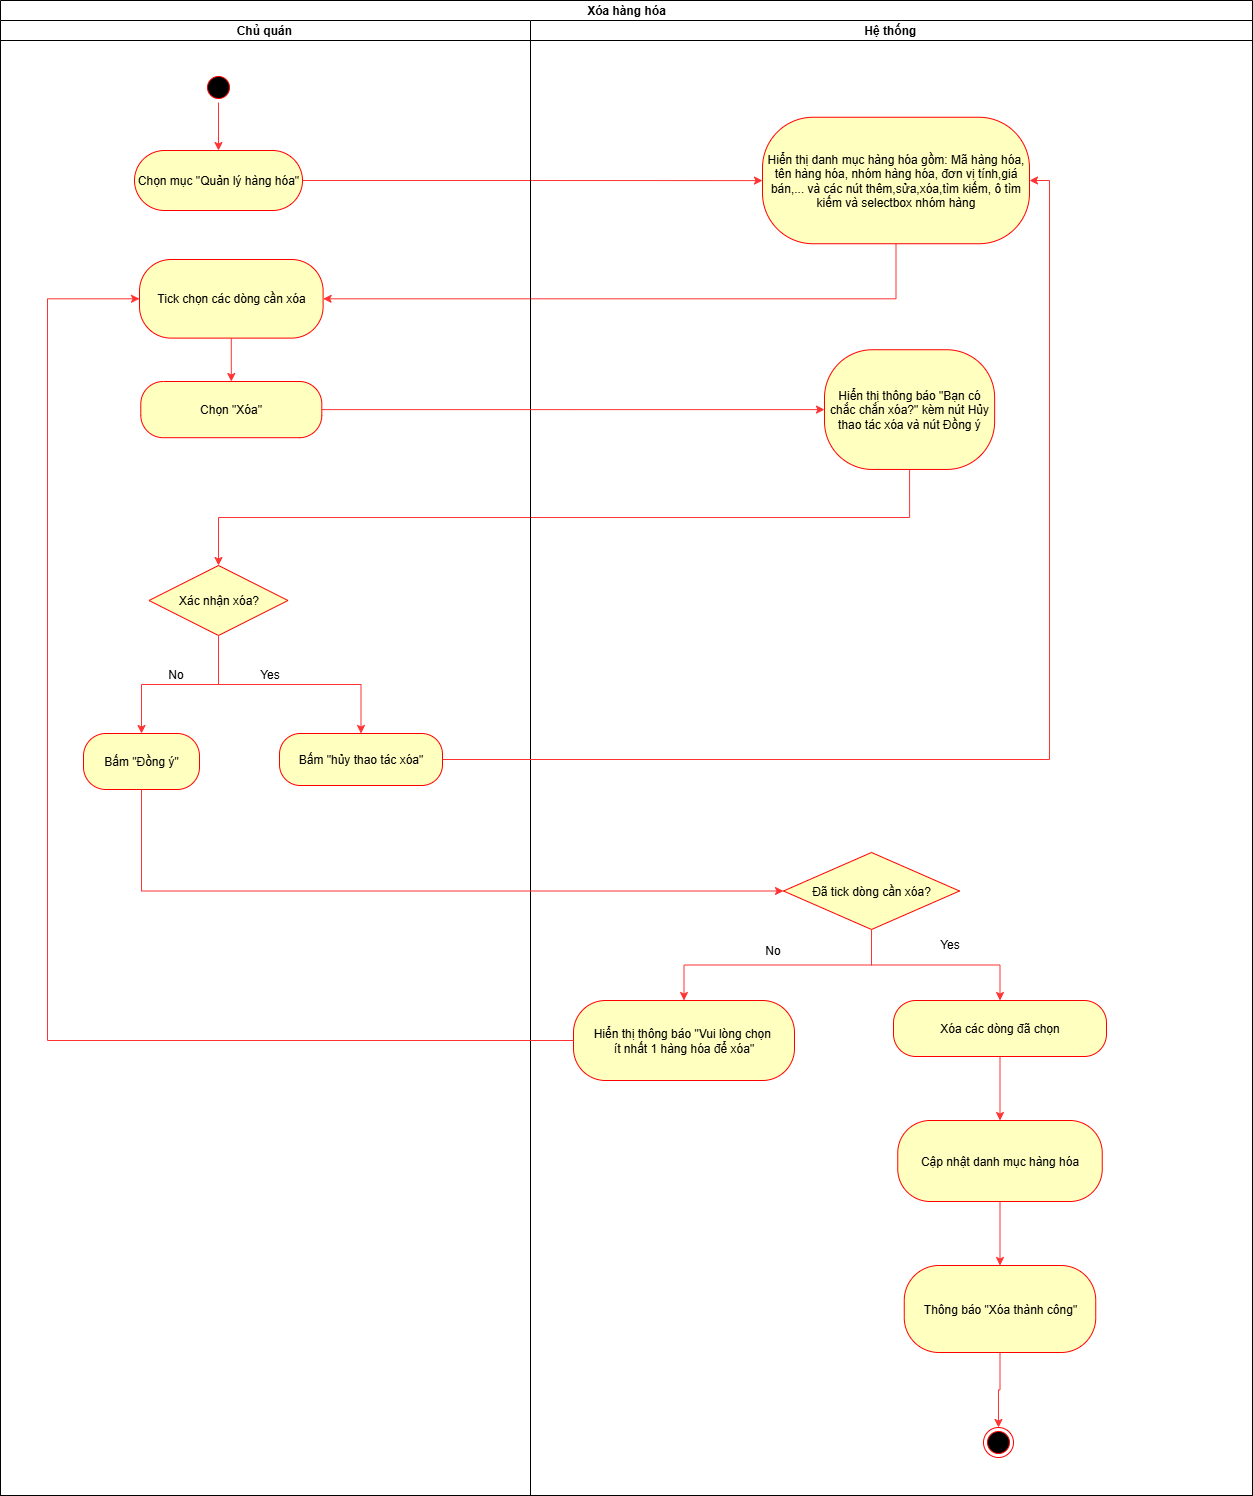 Xóa hàng hóa
Chủ quán
Hệ thống
Chọn mục "Quản lý hàng hóa"
Hiển thị danh mục hàng hóa gồm: Mã hàng hóa,
tên hàng hóa, nhóm hàng hóa, đơn vị tính,giá
bán,... và các nút thêm,sửa,xóa,tìm kiếm, ô tìm
kiếm và selectbox nhóm hàng
Tick chọn các dòng cần xóa
Chọn "Xóa"
Hiển thị thông báo "Bạn có
chắc chắn xóa?" kèm nút Hủy
thao tác xóa và nút Đồng ý
Xác nhận xóa?
No
Yes
Bấm "Đồng ý"
Bấm "hủy thao tác xóa"
Đã tick dòng cần xóa?
No
Yes
Hiển thị thông báo "Vui lòng chọn
ít nhất 1 hàng hóa để xóa"
Xóa các dòng đã chọn
Cập nhật danh mục hàng hóa
Thông báo "Xóa thành công"